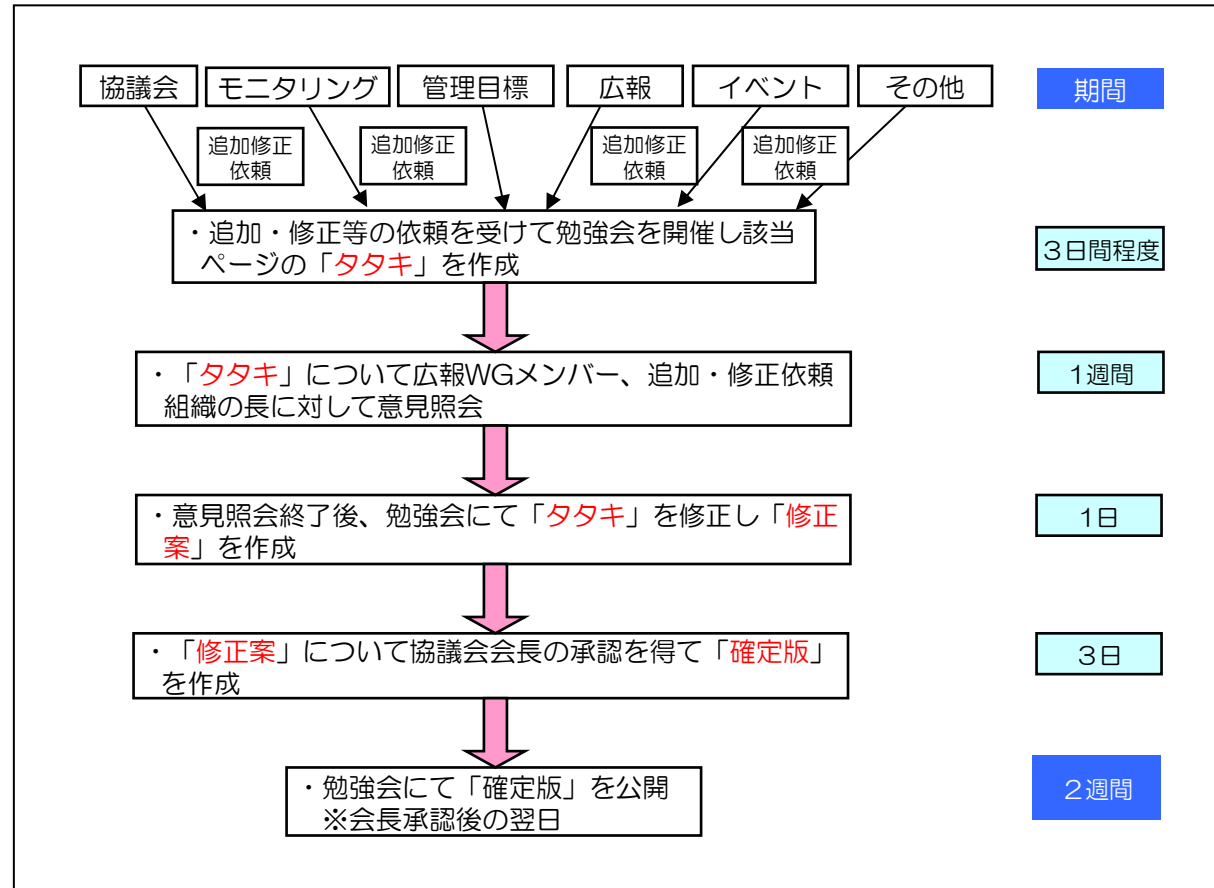 協議会
モニタリング
管理目標
広報
イベント
その他
期間
追加修正
依頼
追加修正
依頼
追加修正
依頼
追加修正
依頼
・追加・修正等の依頼を受けて勉強会を開催し該当
ページの「タタキ」を作成
３日間程度
・「タタキ」について広報WGメンバー、追加・修正依頼
組織の長に対して意見照会
１週間
・意見照会終了後、勉強会にて「タタキ」を修正し「修正
案」を作成
１日
・「修正案」について協議会会長の承認を得て「確定版」
を作成
３日
・勉強会にて「確定版」を公開
※会長承認後の翌日
２週間